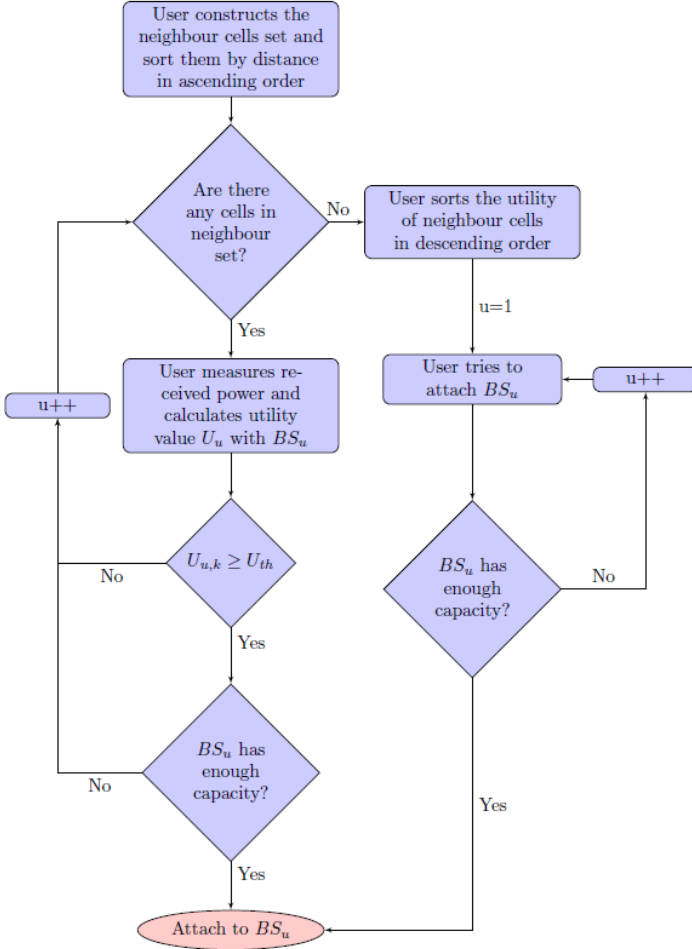 User constructs the
neighbour cells set and
sort them by distance
in ascending order
Are there
any cells in
neighbour
set?
No
User sorts the utility
of neighbour cells
in descending order
Yes
u=1
User measures re-
ceived power and
calculates utility
value U_u with BS_u
u++
User tries to
attach BS_u
u++
U_{u,k} ≥ U_{th}
No
BS_u has
enough
capacity?
No
Yes
BS_u has
enough
capacity?
No
Yes
Yes
Attach to BS_u